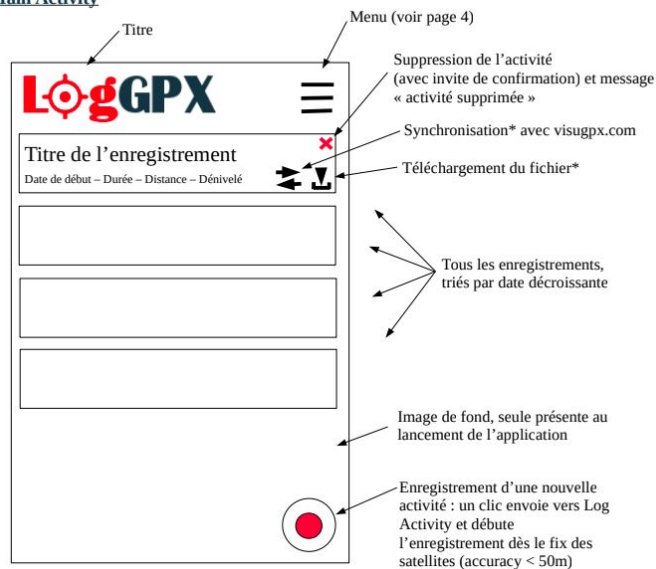 Main Activity
Titre
Menu (voir page 4)
LogGPX
Suppression de l'activité
(avec invite de confirmation) et message
« activité supprimée »
Titre de l'enregistrement
Date de début – Durée – Distance – Dénivelé
Synchronisation* avec visugpx.com
Téléchargement du fichier*
Tous les enregistrements,
triés par date décroissante
Image de fond, seule présente au
lancement de l'application
Enregistrement d'une nouvelle
activité : un clic envoie vers Log
Activity et débute
l'enregistrement dès le fix des
satellites (accuracy < 50m)